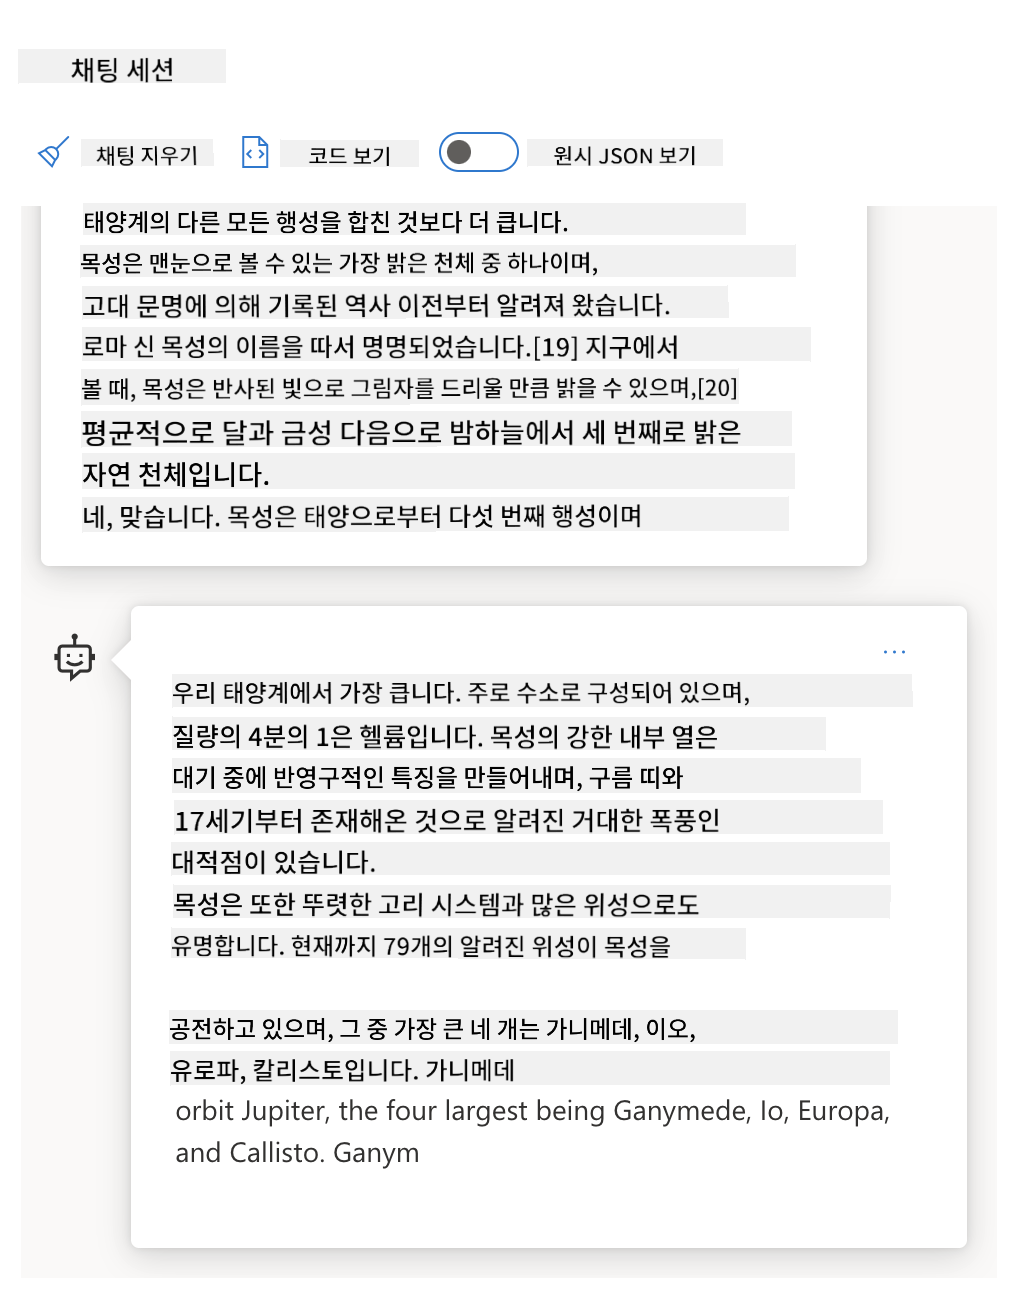 채팅 세션
채팅 지우기 코드 보기 원시 JSON 보기
태양계의 다른 모든 행성을 합친 것보다 더 큽니다.
목성은 맨눈으로 볼 수 있는 가장 밝은 천체 중 하나이며,
고대 문명에 의해 기록된 역사 이전부터 알려져 왔습니다.
로마 신 목성의 이름을 따서 명명되었습니다.[19] 지구에서
볼 때, 목성은 반사된 빛으로 그림자를 드리울 만큼 밝을 수 있으며,[20]
평균적으로 달과 금성 다음으로 밤하늘에서 세 번째로 밝은
자연 천체입니다.
네, 맞습니다. 목성은 태양으로부터 다섯 번째 행성이며
...
우리 태양계에서 가장 큽니다. 주로 수소로 구성되어 있으며,
질량의 4분의 1은 헬륨입니다. 목성의 강한 내부 열은
대기 중에 반영구적인 특징을 만들어내며, 구름 띠와
17세기부터 존재해온 것으로 알려진 거대한 폭풍인
대적점이 있습니다.
목성은 또한 뚜렷한 고리 시스템과 많은 위성으로도
유명합니다. 현재까지 79개의 알려진 위성이 목성을
공전하고 있으며, 그 중 가장 큰 네 개는 가니메데, 이오,
유로파, 칼리스토입니다. 가니메데
orbit Jupiter, the four largest being Ganymede, Io, Europa,
and Callisto. Ganym